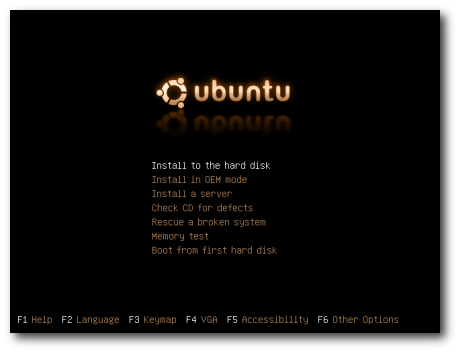 ubuntu
Install to the hard disk
Install in OEM mode
Install a server
Check CD for defects
Rescue a broken system
Memory test
Boot from first hard disk
F1 Help F2 Language F3 Keymap F4 VGA F5 Accessibility F6 Other Options